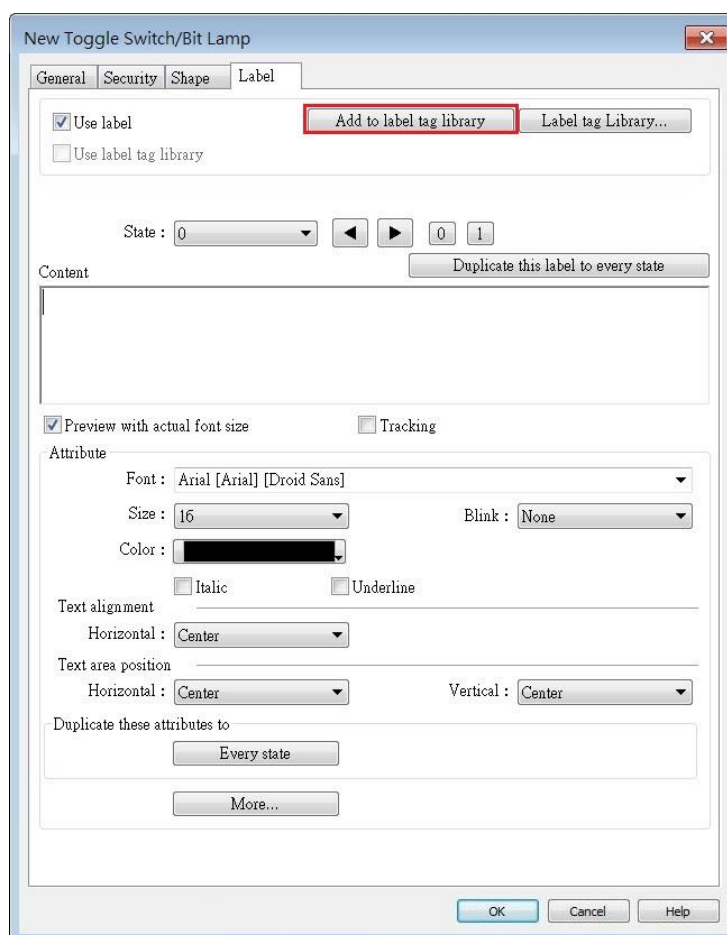 New Toggle Switch/Bit Lamp
General Security Shape Label
Use label Add to label tag library Label tag Library...
Use label tag library
State : 0 0 1
Duplicate this label to every state
Content
Preview with actual font size Tracking
Attribute
Font : Arial [Arial] [Droid Sans]
Size : 16 Blink : None
Color :
Italic Underline
Text alignment
Horizontal : Center
Text area position
Horizontal : Center Vertical : Center
Duplicate these attributes to
Every state
More...
OK Cancel Help